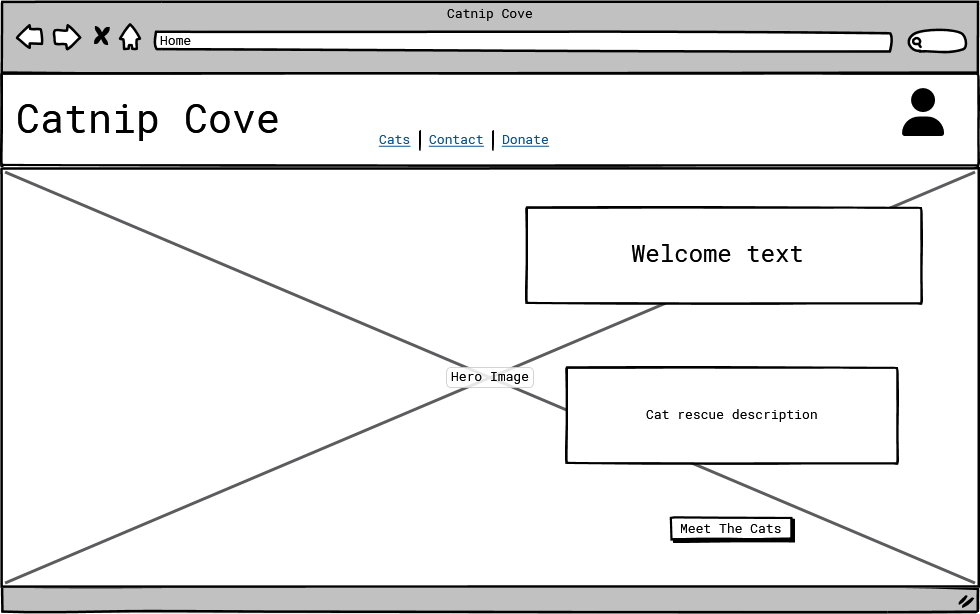 Catnip Cove
Home
Catnip Cove
Cats | Contact | Donate
Welcome text
Hero Image
Cat rescue description
Meet The Cats